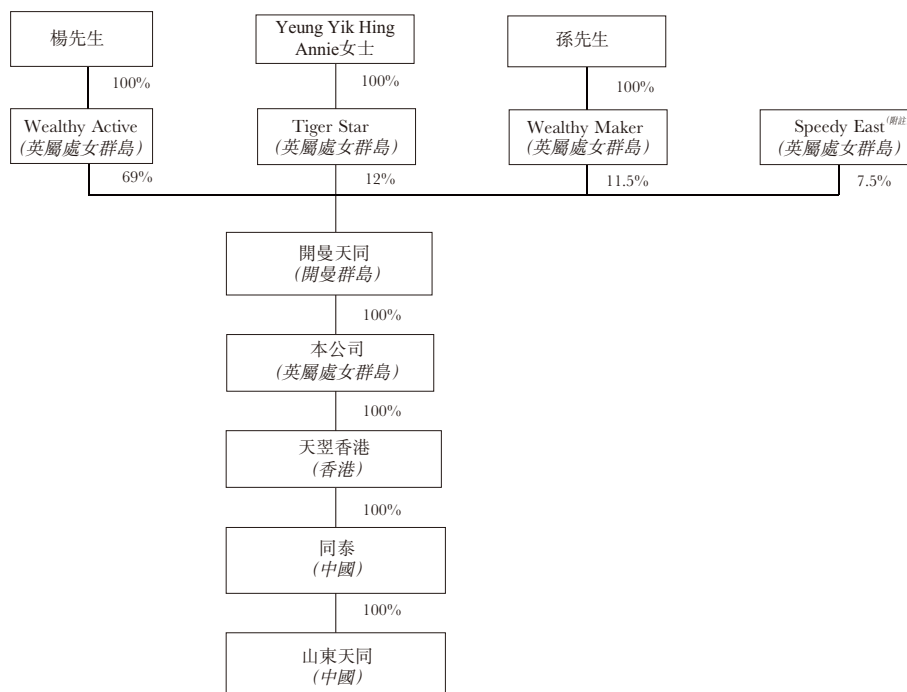 楊先生
Yeung Yik Hing
Annie女士
孫先生
100%
100%
100%
Wealthy Active
(英屬處女群島)
Tiger Star
(英屬處女群島)
Wealthy Maker
(英屬處女群島)
Speedy East(附註)
(英屬處女群島)
69%
12%
11.5%
7.5%
開曼天同
(開曼群島)
100%
本公司
(英屬處女群島)
100%
天翌香港
(香港)
100%
同泰
(中國)
100%
山東天同
(中國)